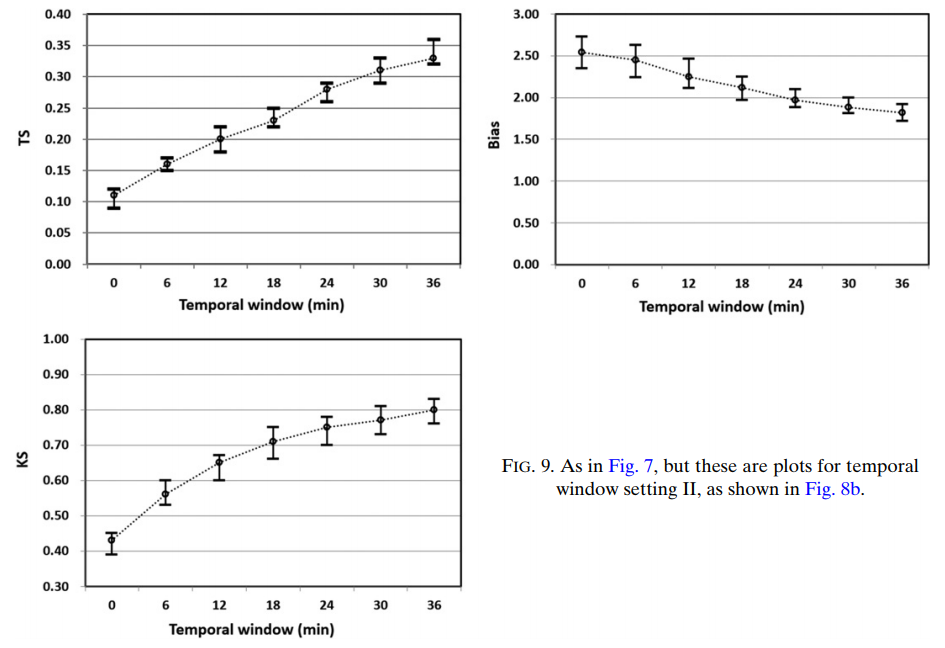 0.40
0.35
0.30
0.25
0.20
0.15
0.10
0.05
0.00
TS
0 6 12 18 24 30 36
Temporal window (min)
3.00
2.50
2.00
1.50
1.00
0.50
0.00
Bias
0 6 12 18 24 30 36
Temporal window (min)
1.00
0.90
0.80
0.70
0.60
0.50
0.40
0.30
KS
0 6 12 18 24 30 36
Temporal window (min)
FIG. 9. As in Fig. 7, but these are plots for temporal
window setting II, as shown in Fig. 8b.